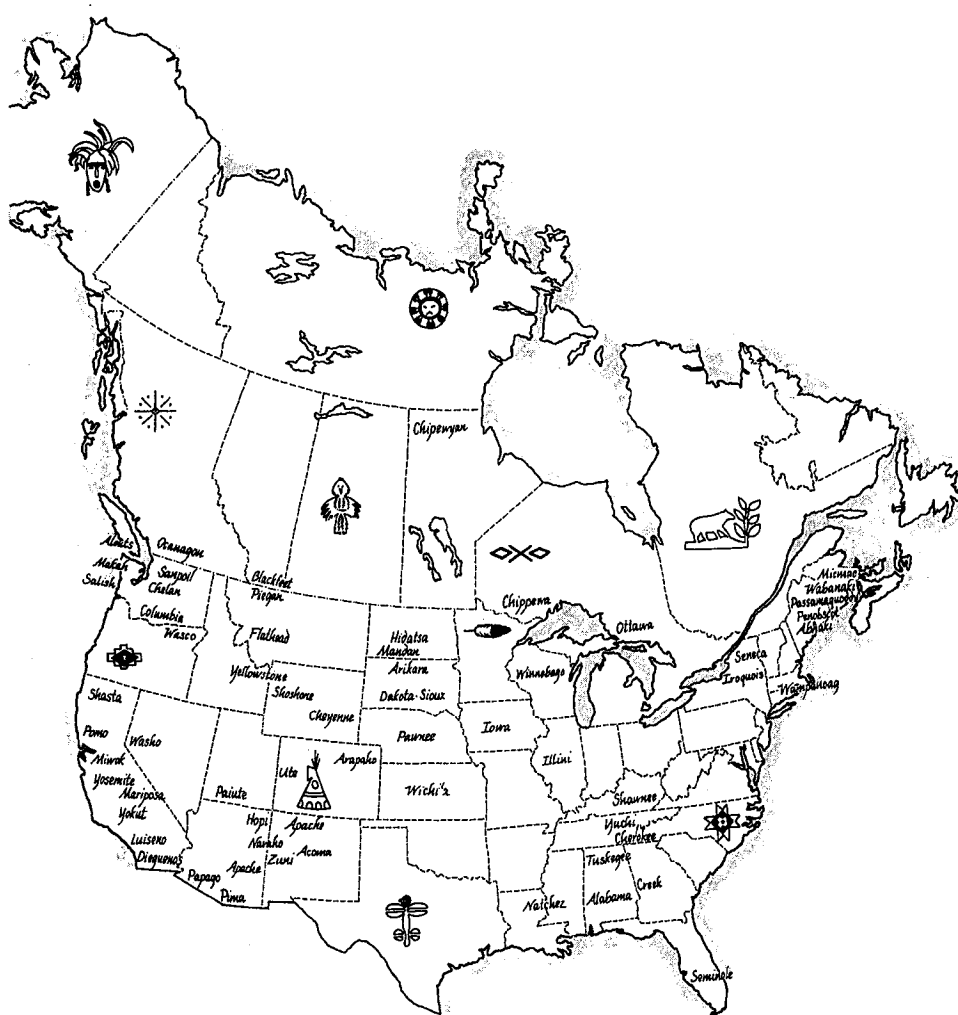 Chipewyan
Okanagon
Makah
Salish
Sanpoil
Chelan
Columbia
Wasco
Blackfeet
Piegan
Flathead
Yellowstone
Shoshone
Cheyenne
Hidatsa
Mandan
Arikara
Dakota-Sioux
Pawnee
Chippewa
Ottawa
Winnebago
Iowa
Illini
Micmac
Wabanaki
Passamaquoddy
Penobscot
Abnaki
Seneca
Iroquois
Wampanoag
Shasta
Pomo
Washo
Miwok
Yosemite
Mariposa
Yokut
Luiseno
Dieguenos
Paiute
Ute
Arapaho
Hopi
Apache
Navaho
Zuni
Acoma
Apache
Papago
Pima
Shawnee
Yuchi
Cherokee
Tuskegee
Creek
Alabama
Natchez
Seminole